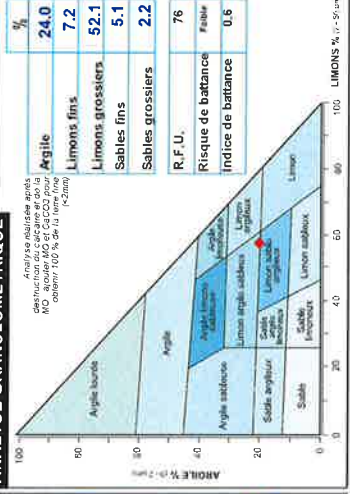 Analyse réalisée après
destruction du calcaire et de la
MO : ajouter MO et CaCO3 pour
obtenir 100 % de la terre fine
(<2mm)
%
Argile 24.0
Limons fins 7.2
Limons grossiers 52.1
Sables fins 5.1
Sables grossiers 2.2
R.F.U. 76
Risque de battance Faible
Indice de battance 0.6
ARGILE %
100
80
60
40
20
0
Argile lourde
Argile
Argile limono
sableuse
Argile
limoneuse
Argile sableuse
Limon argilo sableux
Limon
argileux
Sable argileux
Sable
argilo
limoneux
Limon sablo
argileux
Limon
Sable
Sable
limoneux
Limon sableux
0
20
40
60
80
100
LIMONS %